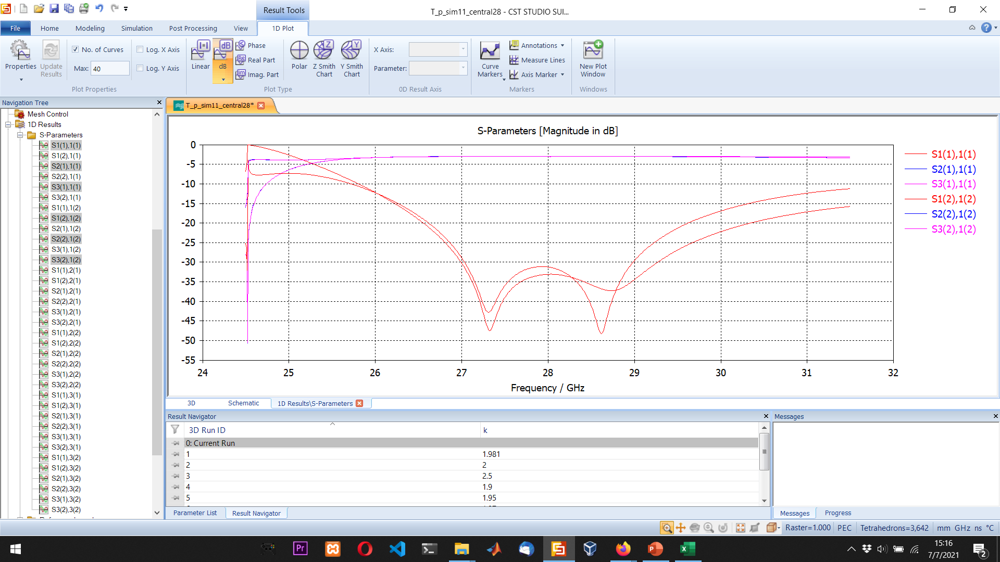 Result Tools
T_p_sim11_central28 - CST STUDIO SUI...
File
Home
Modeling
Simulation
Post Processing
View
1D Plot
Properties
Update Results
No. of Curves
Max: 40
Log. X Axis
Log. Y Axis
Plot Properties
Linear
dB
Phase
Real Part
Imag. Part
Polar
Z Smith Chart
Y Smith Chart
Plot Type
X Axis:
Parameter:
0D Result Axis
Curve Markers
Annotations
Measure Lines
Axis Marker
Markers
New Plot Window
Windows
Navigation Tree
Mesh Control
1D Results
S-Parameters
S1(1),1(1)
S1(2),1(1)
S2(1),1(1)
S2(2),1(1)
S3(1),1(1)
S3(2),1(1)
S1(1),1(2)
S1(2),1(2)
S2(1),1(2)
S2(2),1(2)
S3(1),1(2)
S3(2),1(2)
S1(1),2(1)
S1(2),2(1)
S2(1),2(1)
S2(2),2(1)
S3(1),2(1)
S3(2),2(1)
S1(1),2(2)
S1(2),2(2)
S2(1),2(2)
S2(2),2(2)
S3(1),2(2)
S3(2),2(2)
S1(1),3(1)
S1(2),3(1)
S2(1),3(1)
S2(2),3(1)
S3(1),3(1)
S3(2),3(1)
S1(1),3(2)
S1(2),3(2)
S2(1),3(2)
S2(2),3(2)
S3(1),3(2)
S3(2),3(2)
T_p_sim11_central28*
S-Parameters [Magnitude in dB]
0
-5
-10
-15
-20
-25
-30
-35
-40
-45
-50
-55
24
25
26
27
28
29
30
31
32
Frequency / GHz
S1(1),1(1)
S2(1),1(1)
S3(1),1(1)
S1(2),1(2)
S2(2),1(2)
S3(2),1(2)
3D
Schematic
1D Results\S-Parameters
Result Navigator
3D Run ID
k
0: Current Run
1 1.981
2 2
3 2.5
4 1.9
5 1.95
Parameter List
Result Navigator
Messages
Messages
Progress
Raster=1.000
PEC
Tetrahedrons=3,642
mm GHz ns °C
15:16
7/7/2021
2